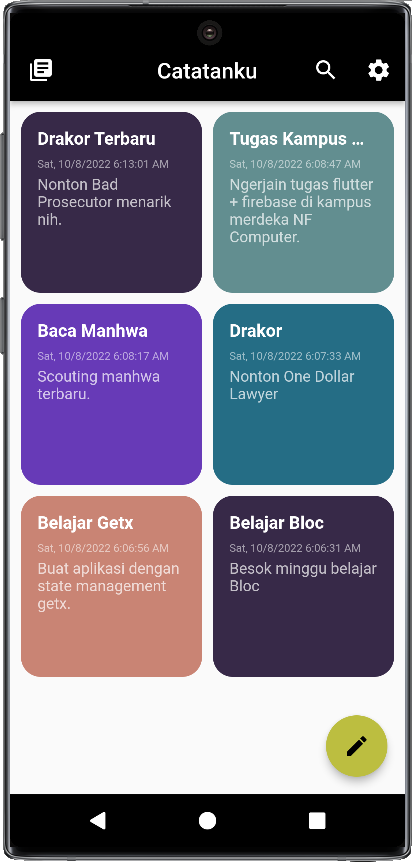 Catatanku
Drakor Terbaru
Sat, 10/8/2022 6:13:01 AM
Nonton Bad
Prosecutor menarik
nih.
Tugas Kampus ...
Sat, 10/8/2022 6:08:47 AM
Ngerjain tugas flutter
+ firebase di kampus
merdeka NF
Computer.
Baca Manhwa
Sat, 10/8/2022 6:08:17 AM
Scouting manhwa
terbaru.
Drakor
Sat, 10/8/2022 6:07:33 AM
Nonton One Dollar
Lawyer
Belajar Getx
Sat, 10/8/2022 6:06:56 AM
Buat aplikasi dengan
state management
getx.
Belajar Bloc
Sat, 10/8/2022 6:06:31 AM
Besok minggu belajar
Bloc